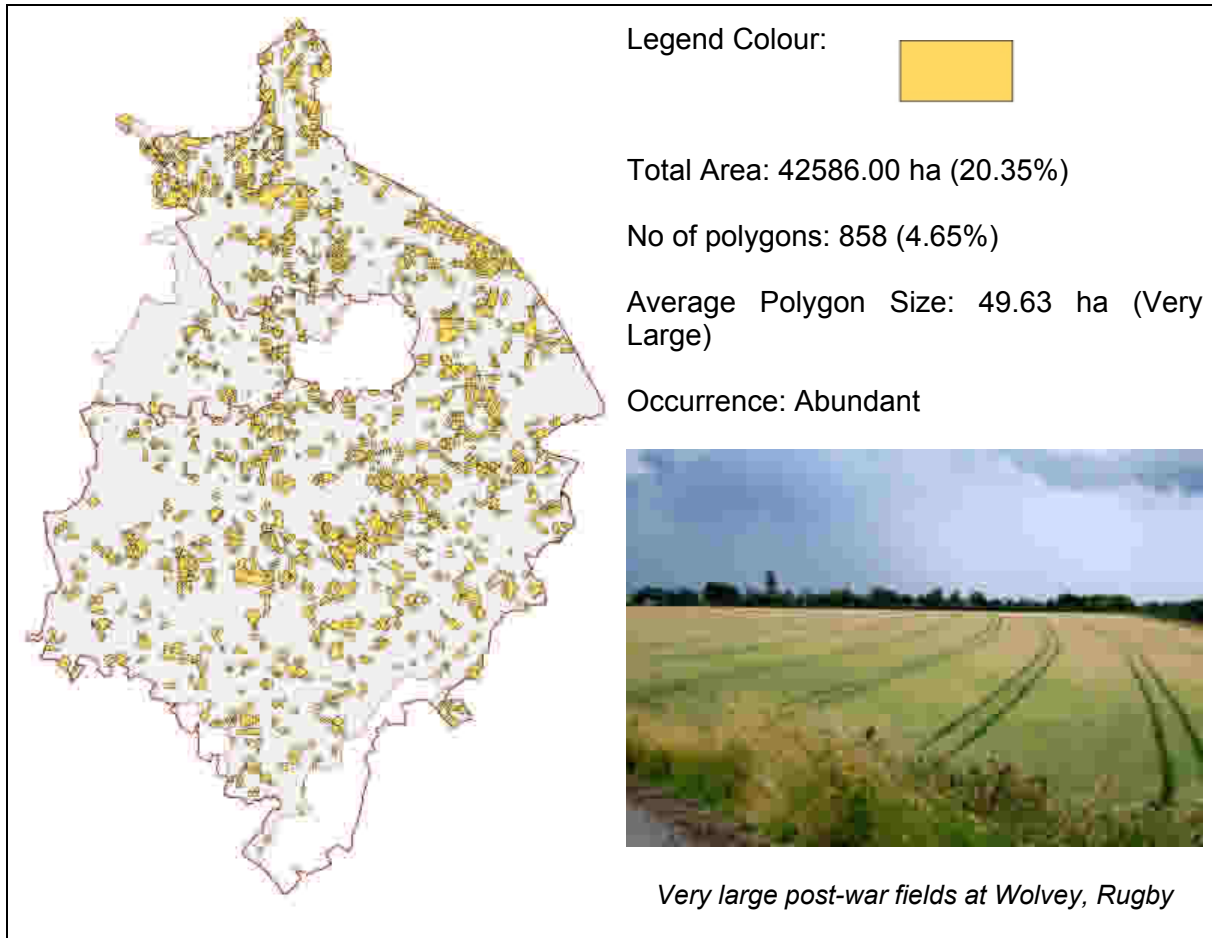 Legend Colour:
Total Area: 42586.00 ha (20.35%)
No of polygons: 858 (4.65%)
Average Polygon Size: 49.63 ha (Very
Large)
Occurrence: Abundant
Very large post-war fields at Wolvey, Rugby